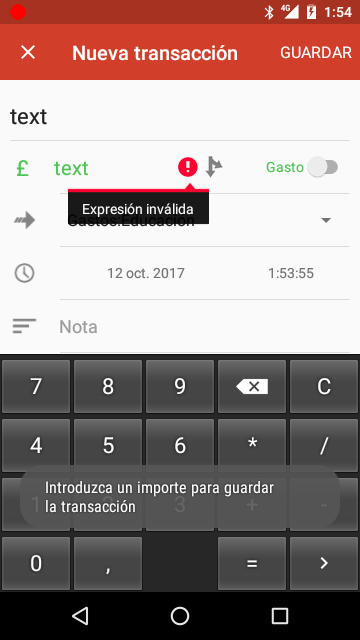 4G 1:54
Nueva transacción GUARDAR
text
£ text Gasto
Expresión inválida
Gastos:Educación
12 oct. 2017 1:53:55
Nota
7 8 9 C
4 5 6 * /
Introduzca un importe para guardar
la transacción
1 2 3 + -
0 , = >